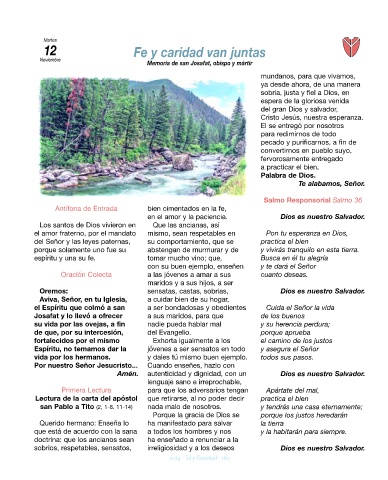 Martes
12
Noviembre
Fe y caridad van juntas
Memoria de san Josafat, obispo y mártir
Antífona de Entrada
Los santos de Dios vivieron en
el amor fraterno, por el mandato
del Señor y las leyes paternas,
porque solamente uno fue su
espíritu y una su fe.
Oración Colecta
Oremos:
Aviva, Señor, en tu Iglesia,
el Espíritu que colmó a san
Josafat y lo llevó a ofrecer
su vida por las ovejas, a fin
de que, por su intercesión,
fortalecidos por el mismo
Espíritu, no temamos dar la
vida por los hermanos.
Por nuestro Señor Jesucristo...
Amén.
Primera Lectura
Lectura de la carta del apóstol
san Pablo a Tito (2, 1-8. 11-14)
Querido hermano: Enseña lo
que está de acuerdo con la sana
doctrina: que los ancianos sean
sobrios, respetables, sensatos,
bien cimentados en la fe,
en el amor y la paciencia.
Que las ancianas, así
mismo, sean respetables en
su comportamiento, que se
abstengan de murmurar y de
tomar mucho vino; que,
con su buen ejemplo, enseñen
a las jóvenes a amar a sus
maridos y a sus hijos, a ser
sensatas, castas, sobrias,
a cuidar bien de su hogar,
a ser bondadosas y obedientes
a sus maridos, para que
nadie pueda hablar mal
del Evangelio.
Exhorta igualmente a los
jóvenes a ser sensatos en todo
y dales tú mismo buen ejemplo.
Cuando enseñes, hazlo con
autenticidad y dignidad, con un
lenguaje sano e irreprochable,
para que los adversarios tengan
que retirarse, al no poder decir
nada malo de nosotros.
Porque la gracia de Dios se
ha manifestado para salvar
a todos los hombres y nos
ha enseñado a renunciar a la
irreligiosidad y a los deseos
mundanos, para que vivamos,
ya desde ahora, de una manera
sobria, justa y fiel a Dios, en
espera de la gloriosa venida
del gran Dios y salvador,
Cristo Jesús, nuestra esperanza.
El se entregó por nosotros
para redimirnos de todo
pecado y purificarnos, a fin de
convertirnos en pueblo suyo,
fervorosamente entregado
a practicar el bien.
Palabra de Dios.
Te alabamos, Señor.
Salmo Responsorial Salmo 36
Dios es nuestro Salvador.
Pon tu esperanza en Dios,
practica el bien
y vivirás tranquilo en esta tierra.
Busca en él tu alegría
y te dará el Señor
cuanto deseas.
Dios es nuestro Salvador.
Cuida el Señor la vida
de los buenos
y su herencia perdura;
porque aprueba
el camino de los justos
y asegura el Señor
todos sus pasos.
Dios es nuestro Salvador.
Apártate del mal,
practica el bien
y tendrás una casa eternamente;
porque los justos heredarán
la tierra
y la habitarán para siempre.
Dios es nuestro Salvador.